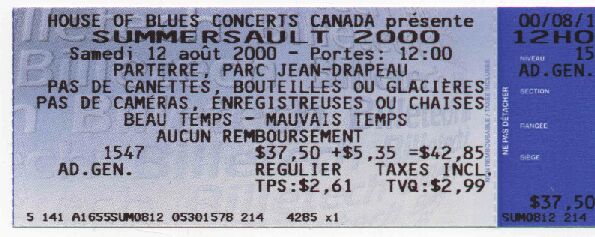 HOUSE OF BLUES CONCERTS CANADA présente
SUMMERSAULT 2000
Samedi 12 août 2000 - Portes: 12:00
PARTERRE, PARC JEAN-DRAPEAU
PAS DE CANETTES, BOUTEILLES OU GLACIÈRES
PAS DE CAMÉRAS, ENREGISTREUSES OU CHAISES
BEAU TEMPS - MAUVAIS TEMPS
AUCUN REMBOURSEMENT
1547 $37,50 +$5,35 =$42,85
AD.GEN. REGULIER TAXES INCL.
TPS:$2,61 TVQ:$2,99
5 141 A1655SUM0812 05301578 214 4285 x1
NE PAS DÉTACHER
00/08/1
12HO
NIVEAU 15
AD.GEN.
SECTION
RANGÉE
SIÈGE
$37,50
SUM0812 214